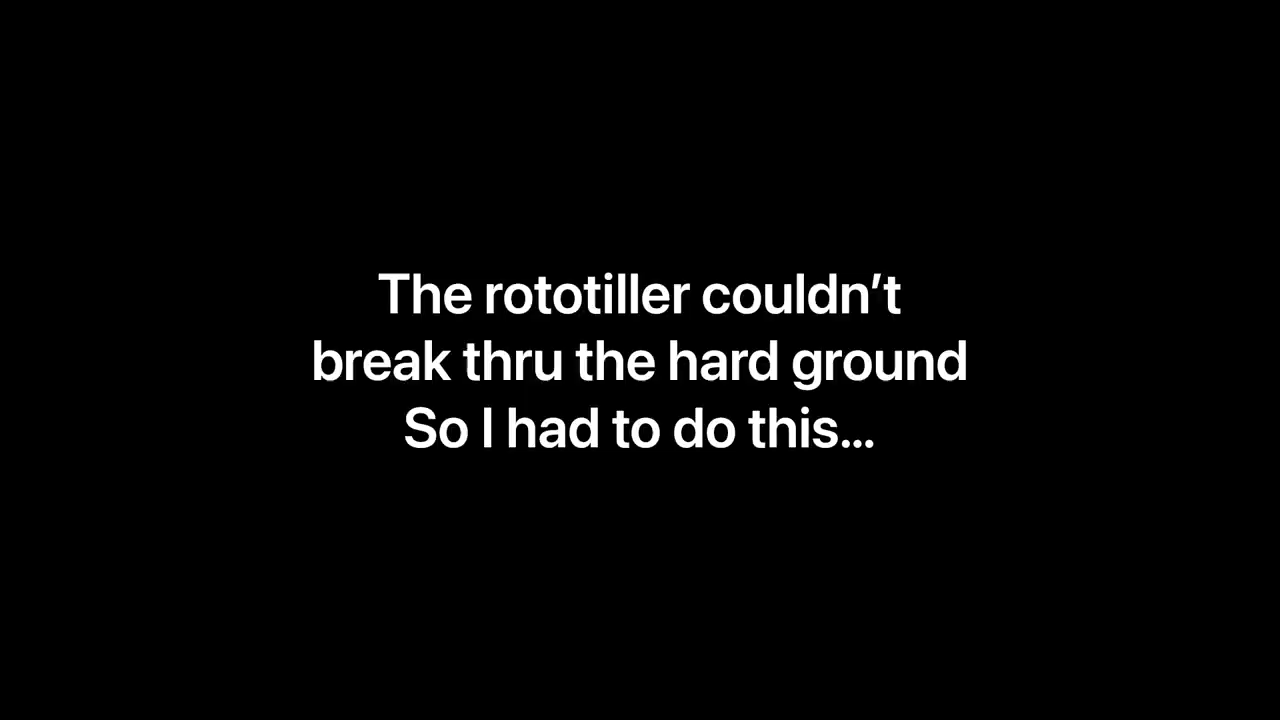 The rototiller couldn’t
break thru the hard ground
So I had to do this…